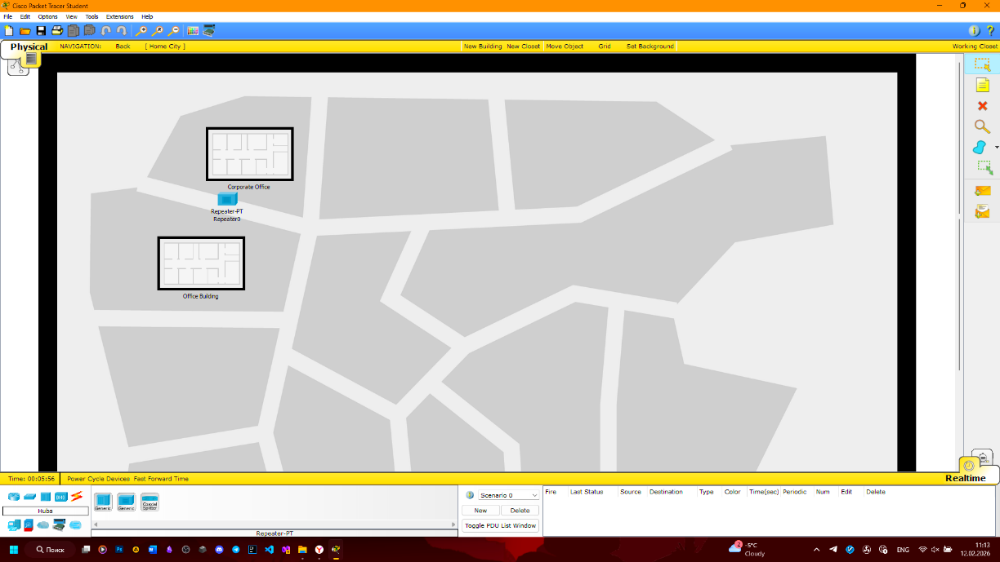 Cisco Packet Tracer Student
File Edit Options View Tools Extensions Help
Physical NAVIGATION: Back [ Home City ] New Building New Closet Move Object Grid Set Background Working Closet
Corporate Office
Repeater-PT
Repeater0
Office Building
Time: 00:05:56 Power Cycle Devices Fast Forward Time Realtime
Hubs
Generic Generic Coaxial Splitter
Repeater-PT
Scenario 0
New Delete
Toggle PDU List Window
Fire Last Status Source Destination Type Color Time(sec) Periodic Num Edit Delete
Поиск
2 -5°C
Cloudy
ENG
11:13
12.02.2026